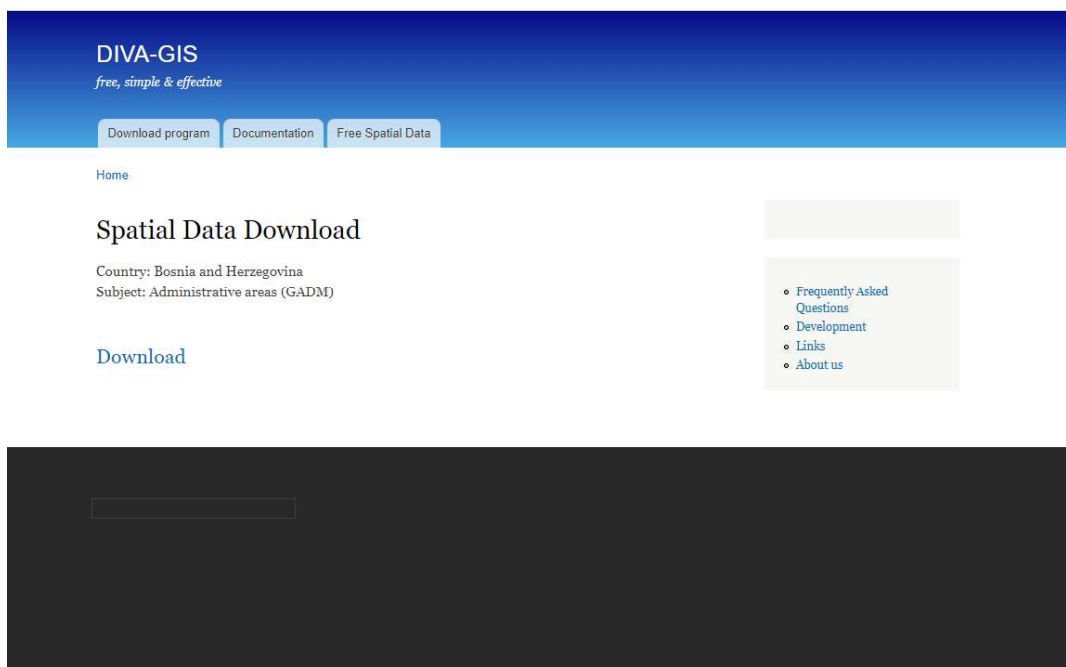 DIVA-GIS
free, simple & effective
Download program
Documentation
Free Spatial Data
Home
Spatial Data Download
Country: Bosnia and Herzegovina
Subject: Administrative areas (GADM)
Download
Frequently Asked
Questions
Development
Links
About us